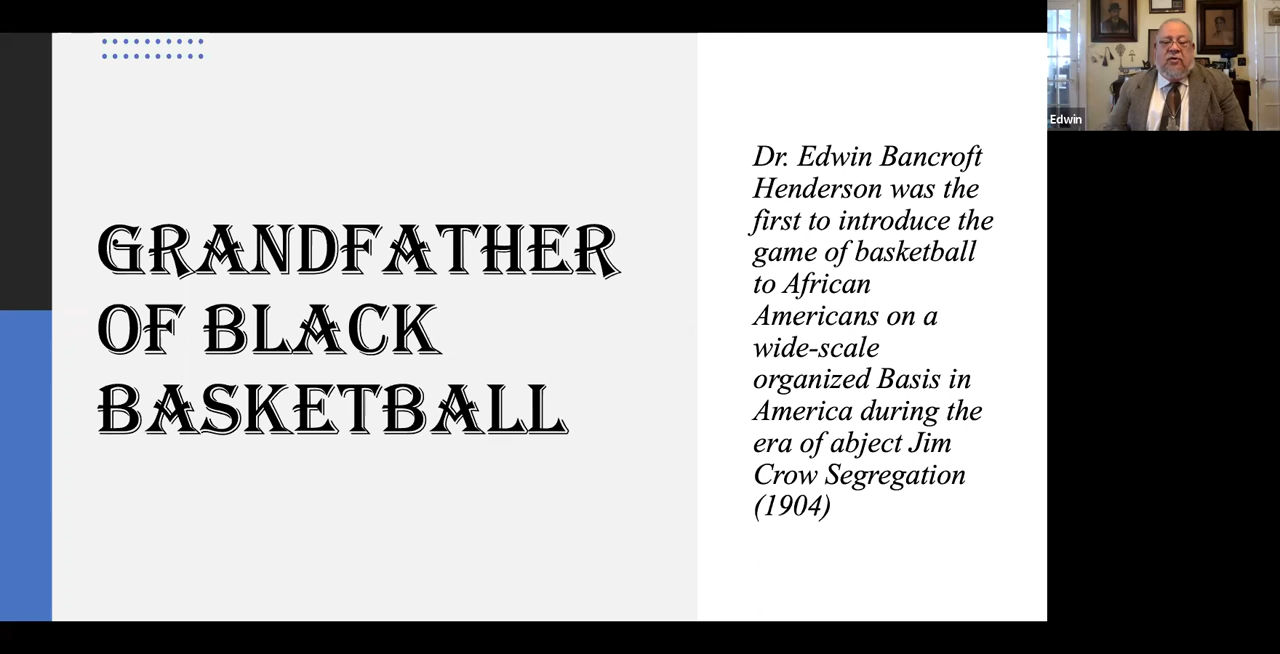 GRANDFATHER
OF BLACK
BASKETBALL
Dr. Edwin Bancroft
Henderson was the
first to introduce the
game of basketball
to African
Americans on a
wide-scale
organized Basis in
America during the
era of abject Jim
Crow Segregation
(1904)
Edwin